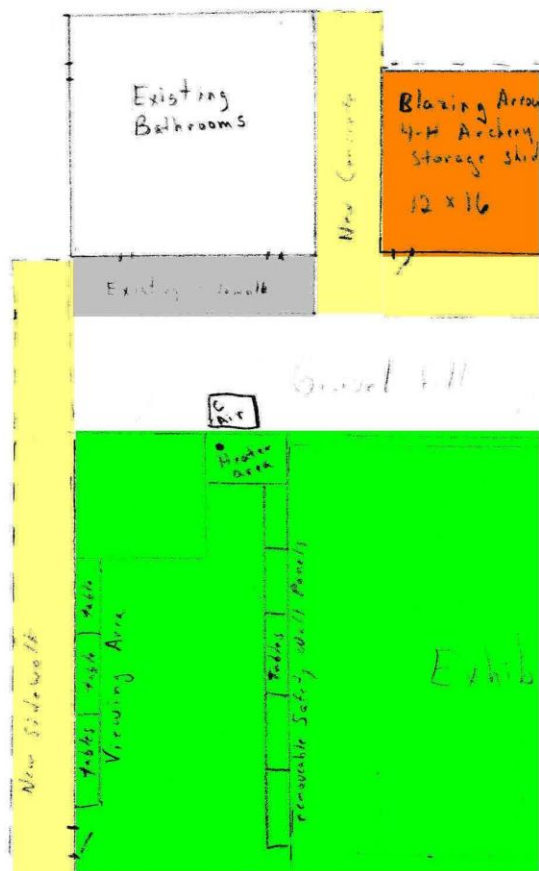 Existing
Bathrooms
New Concrete
Blazing Arrow
4-H Archery
storage shed
12 x 16
Existing sidewalk
Gravel fill
C
Air
Heater
area
New Sidewalk
table
table
tables
Viewing Area
tables
removeable Safety wall Panels
Exhib